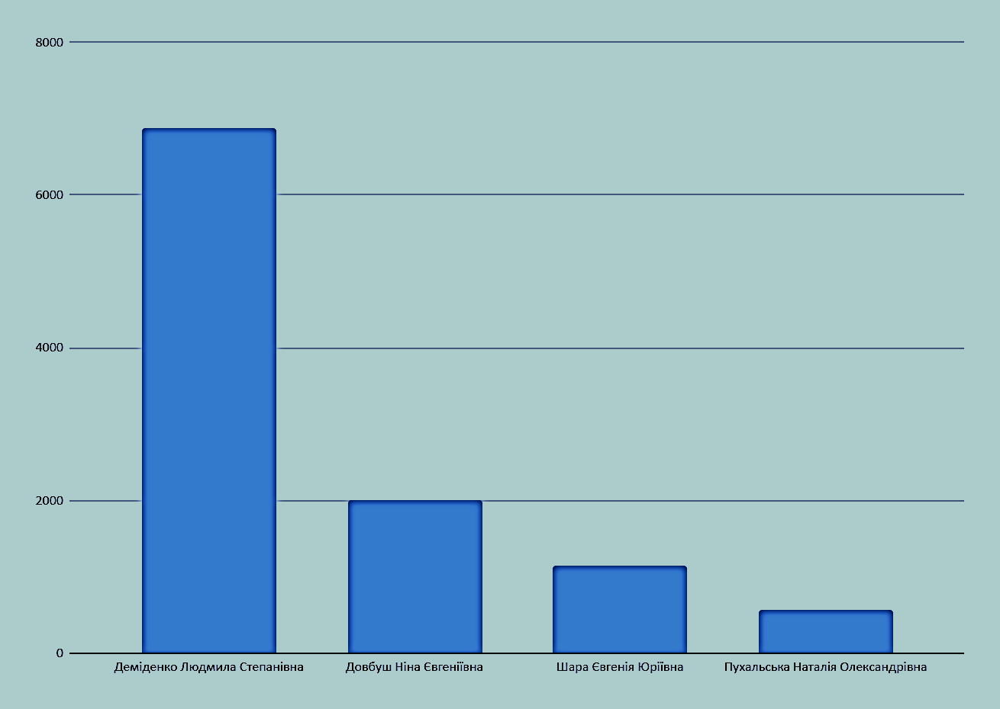 8000
6000
4000
2000
0
Деміденко Людмила Степанівна
Довбуш Ніна Євгеніївна
Шара Євгенія Юріївна
Пухальська Наталія Олександрівна